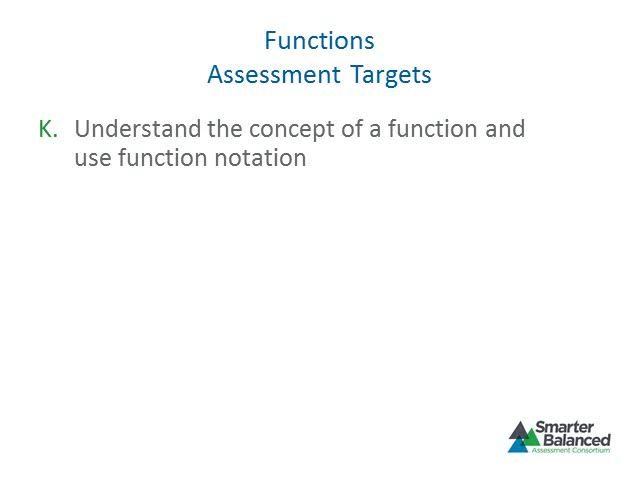 Functions
Assessment Targets
K. Understand the concept of a function and
use function notation
Smarter
Balanced
Assessment Consortium